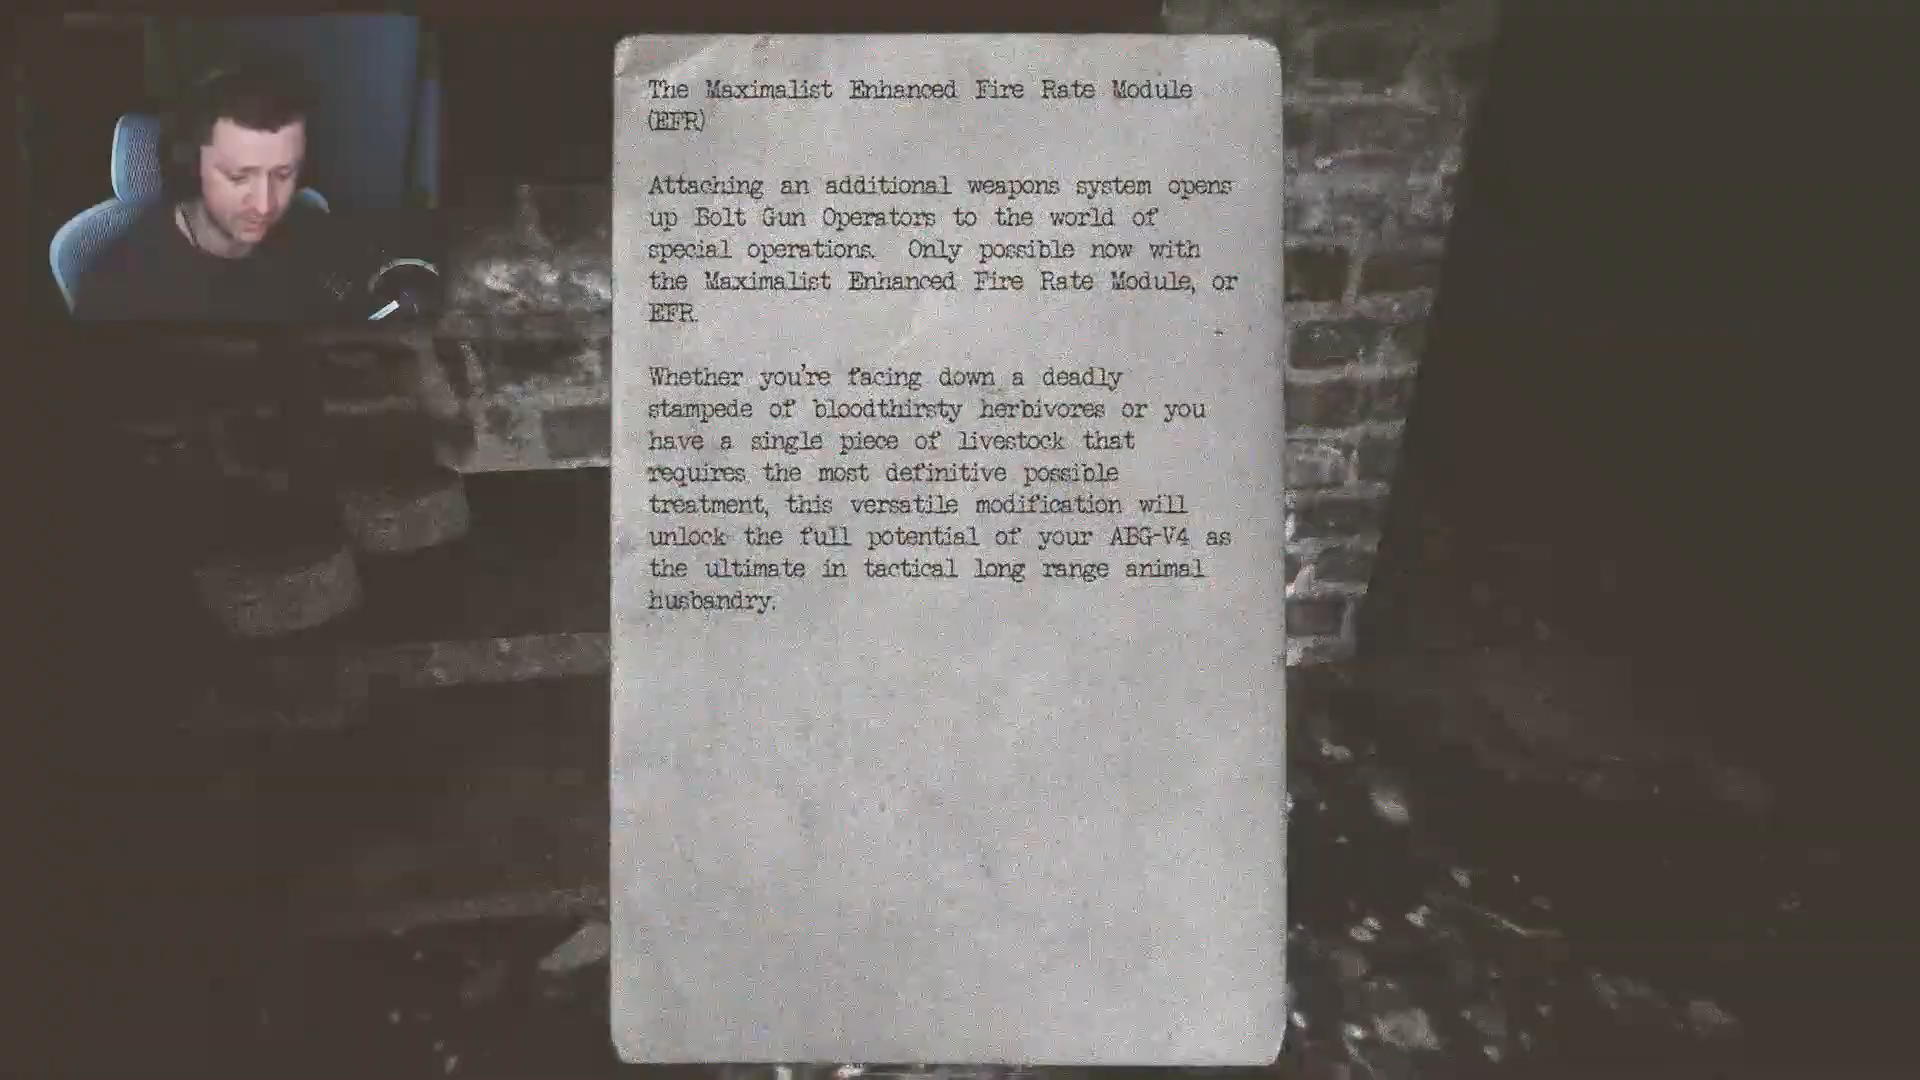 The Maximalist Enhanced Fire Rate Module
(EFR)
Attaching an additional weapons system opens
up Bolt Gun Operators to the world of
special operations.  Only possible now with
the Maximalist Enhanced Fire Rate Module, or
EFR.
Whether you're facing down a deadly
stampede of bloodthirsty herbivores or you
have a single piece of livestock that
requires the most definitive possible
treatment, this versatile modification will
unlock the full potential of your ABG-V4 as
the ultimate in tactical long range animal
husbandry.